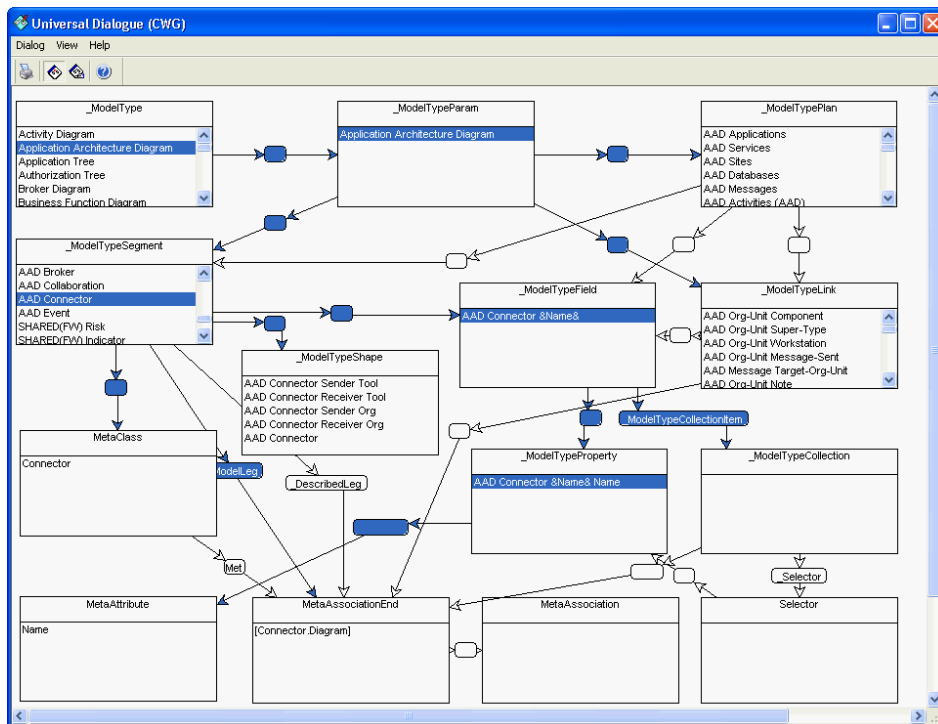 Universal Dialogue (CWG)
Dialog View Help
_ModelType
Activity Diagram
Application Architecture Diagram
Application Tree
Authorization Tree
Broker Diagram
Business Function Diagram
_ModelTypeParam
Application Architecture Diagram
_ModelTypePlan
AAD Applications
AAD Services
AAD Sites
AAD Databases
AAD Messages
AAD Activities (AAD)
_ModelTypeSegment
AAD Broker
AAD Collaboration
AAD Connector
AAD Event
SHARED(FW) Risk
SHARED(FW) Indicator
_ModelTypeField
AAD Connector &Name&
_ModelTypeLink
AAD Org-Unit Component
AAD Org-Unit Super-Type
AAD Org-Unit Workstation
AAD Org-Unit Message-Sent
AAD Message Target-Org-Unit
AAD Org-Unit Note
_ModelTypeShape
AAD Connector Sender Tool
AAD Connector Receiver Tool
AAD Connector Sender Org
AAD Connector Receiver Org
AAD Connector
_ModelTypeCollectionItem
MetaClass
Connector
ModelLeg
_DescribedLeg
_ModelTypeProperty
AAD Connector &Name& Name
_ModelTypeCollection
Met
_Selector
MetaAttribute
Name
MetaAssociationEnd
[Connector.Diagram]
MetaAssociation
Selector